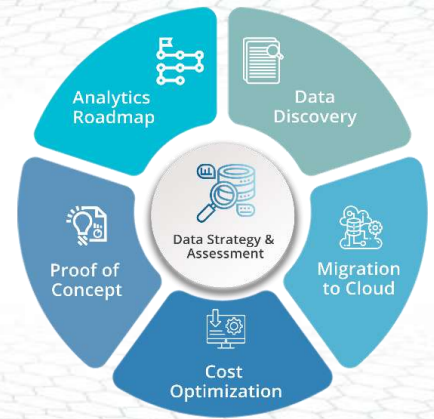 Analytics
Roadmap
Data
Discovery
Data Strategy &
Assessment
Proof of
Concept
Migration
to Cloud
Cost
Optimization